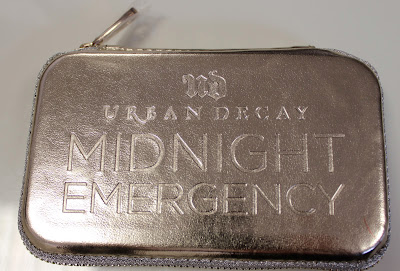 UD
URBAN DECAY
MIDNIGHT
EMERGENCY